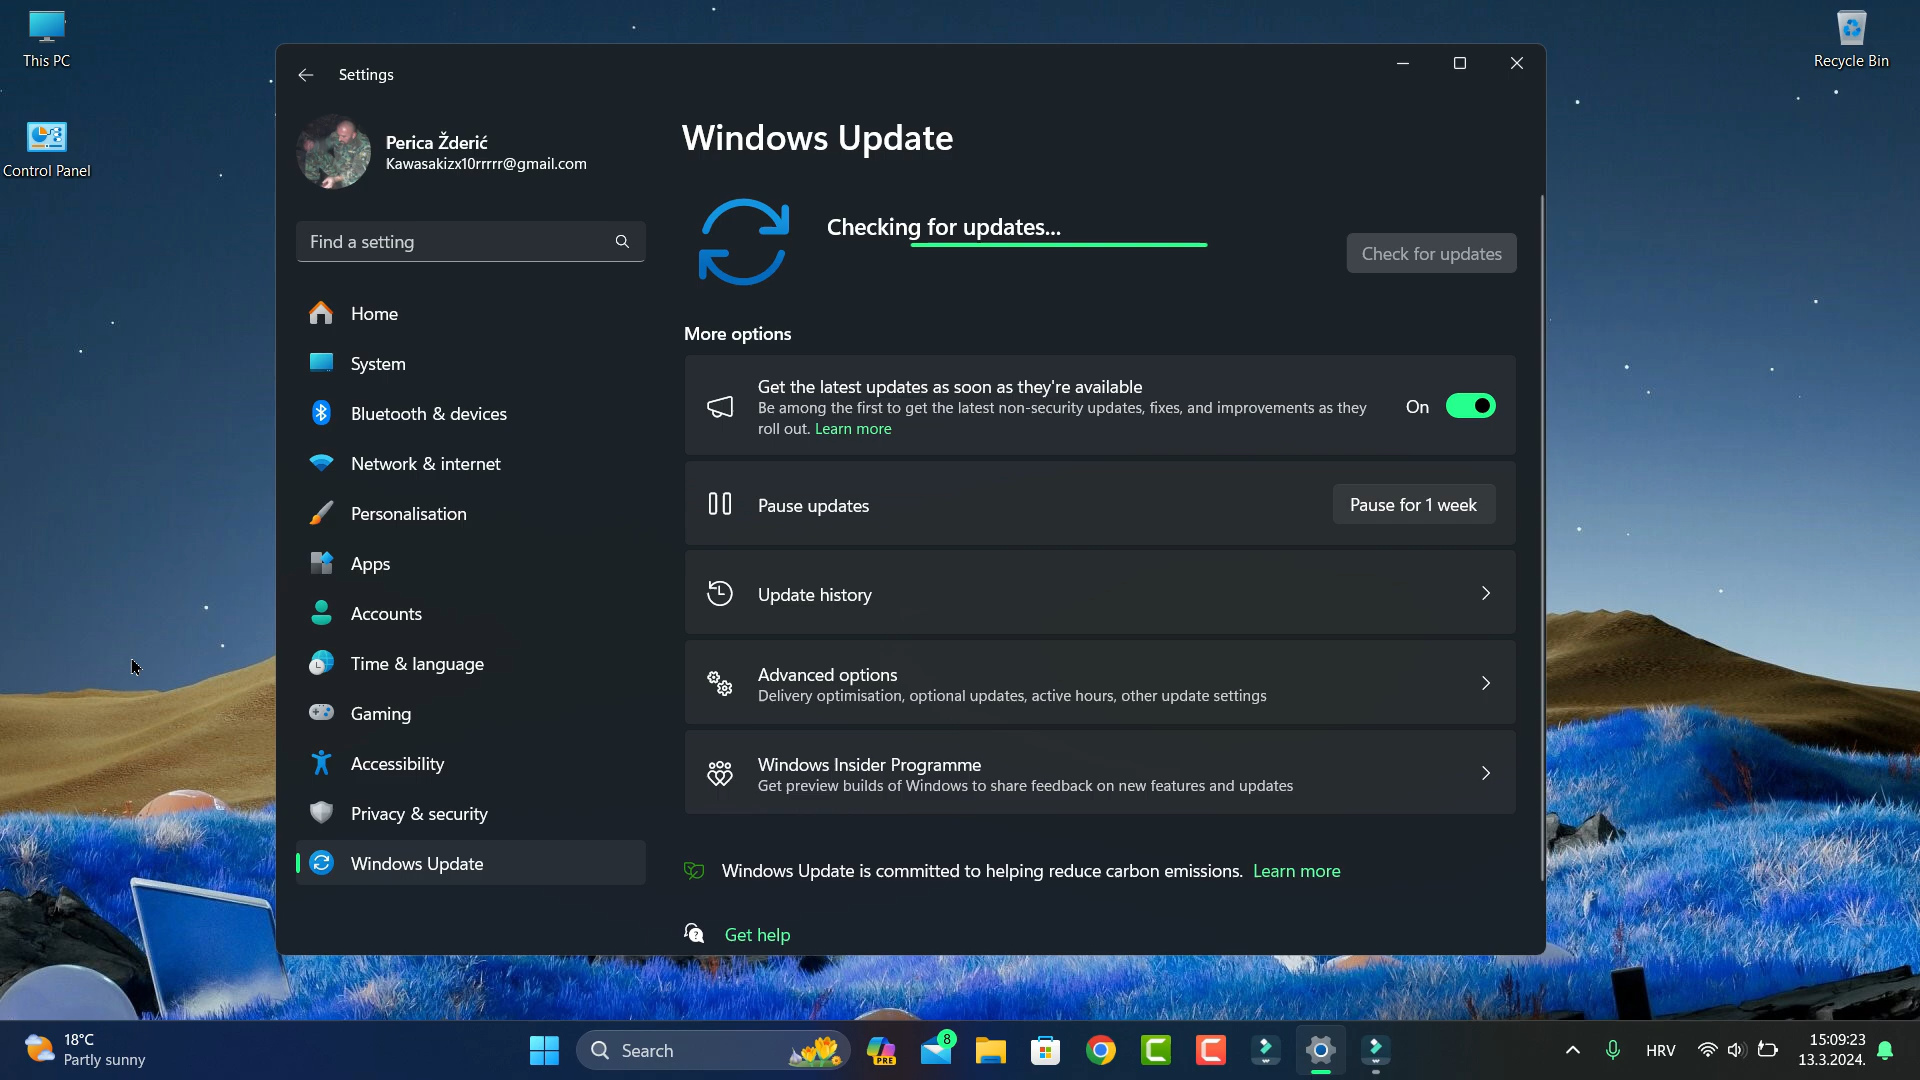 This PC
Control Panel
Recycle Bin
Settings
Perica Žderić
Kawasakizx10rrrrr@gmail.com
Find a setting
Home
System
Bluetooth & devices
Network & internet
Personalisation
Apps
Accounts
Time & language
Gaming
Accessibility
Privacy & security
Windows Update
Windows Update
Checking for updates...
Check for updates
More options
Get the latest updates as soon as they're available
Be among the first to get the latest non-security updates, fixes, and improvements as they
roll out. Learn more
On
Pause updates
Pause for 1 week
Update history
Advanced options
Delivery optimisation, optional updates, active hours, other update settings
Windows Insider Programme
Get preview builds of Windows to share feedback on new features and updates
Windows Update is committed to helping reduce carbon emissions. Learn more
Get help
18°C
Partly sunny
Search
PRE
8
HRV
15:09:23
13.3.2024.